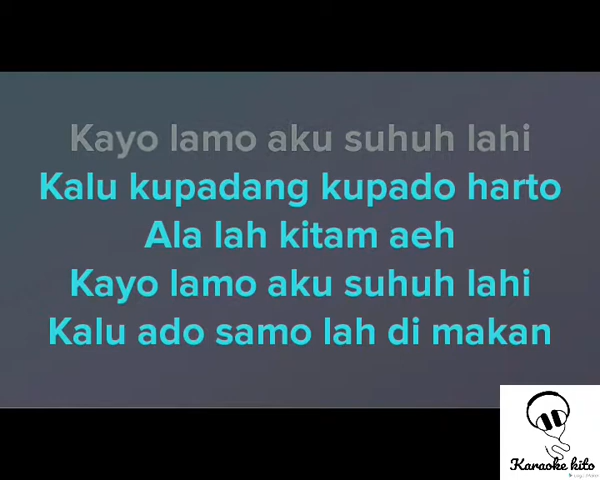 Kayo lamo aku suhuh lahi
Kalu kupadang kupado harto
Ala lah kitam aeh
Kayo lamo aku suhuh lahi
Kalu ado samo lah di makan
Karaoke kito